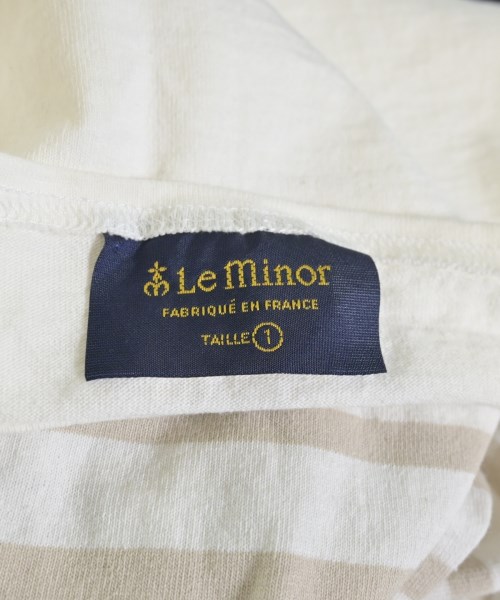 Le Minor
FABRIQUÉ EN FRANCE
TAILLE 1